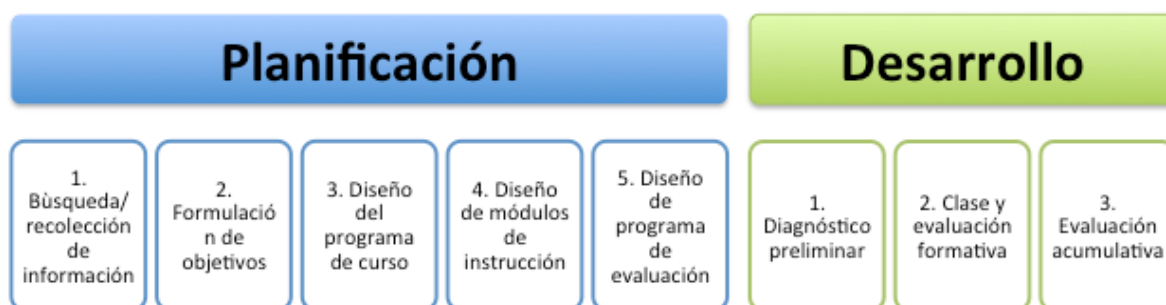 Planificación
Desarrollo
1.
Bùsqueda/
recolección
de
información
2.
Formulació
n de
objetivos
3. Diseño
del
programa
de curso
4. Diseño
de módulos
de
instrucción
5. Diseño
de
programa
de
evaluación
1.
Diagnóstico
preliminar
2. Clase y
evaluación
formativa
3.
Evaluación
acumulativa